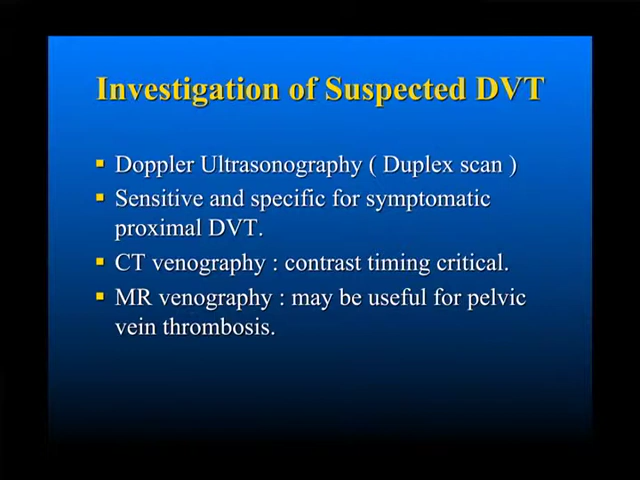 Investigation of Suspected DVT
Doppler Ultrasonography ( Duplex scan )
Sensitive and specific for symptomatic
proximal DVT.
CT venography : contrast timing critical.
MR venography : may be useful for pelvic
vein thrombosis.